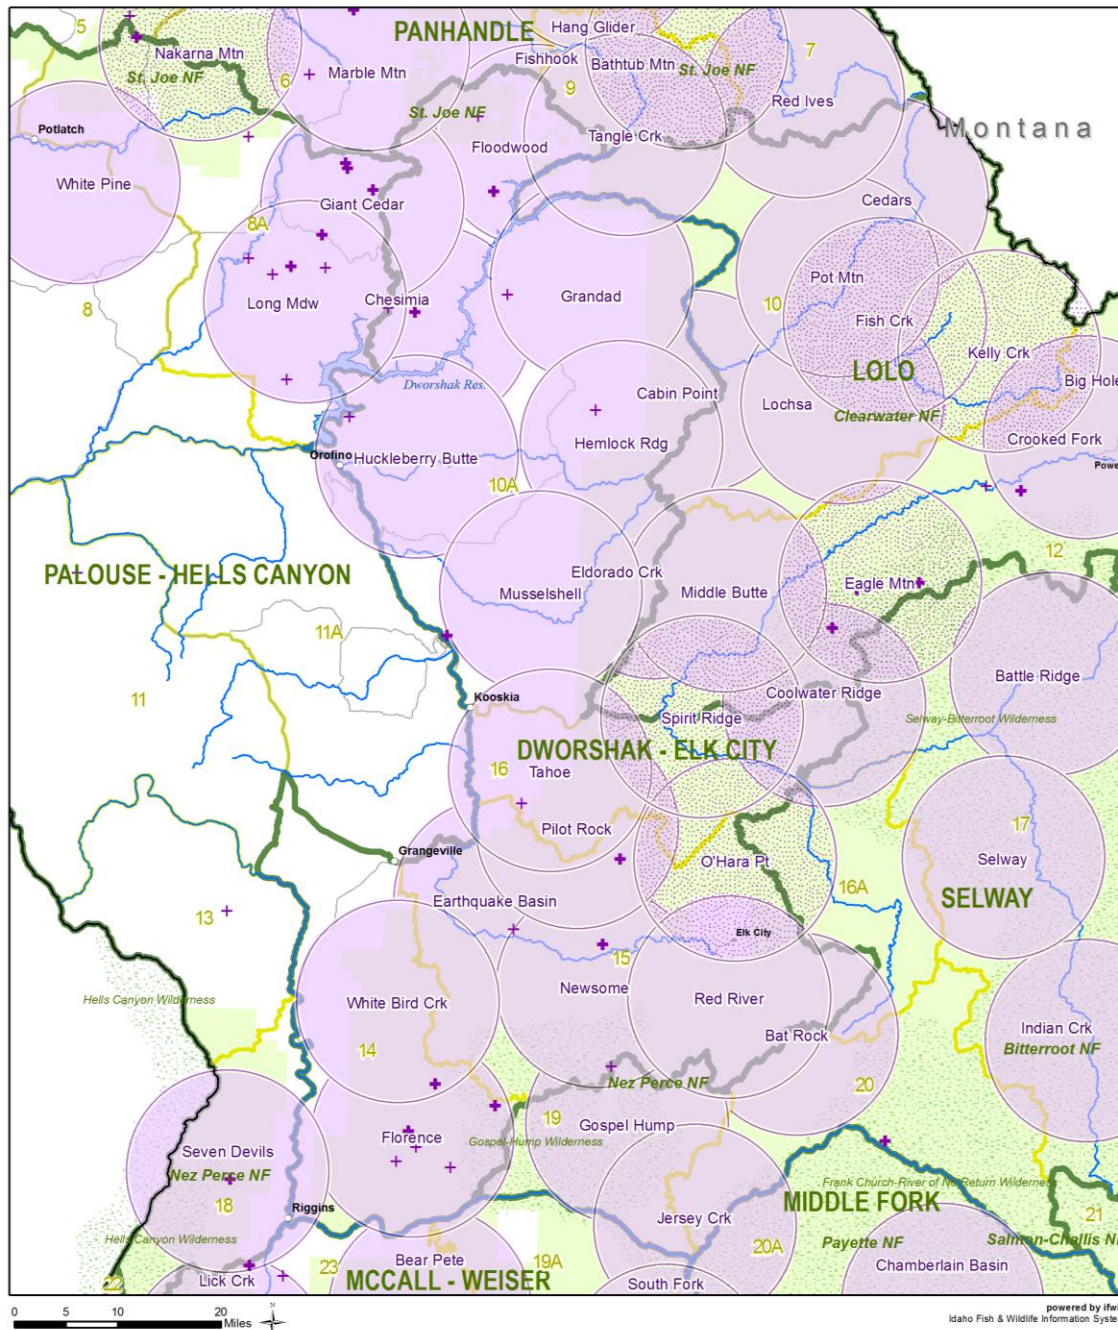 PANHANDLE
Hang Glider
5
Nakarna Mtn
St. Joe NF
6
Marble Mtn
Fishhook
Bathtub Mtn
St. Joe NF
7
9
Red Ives
St. Joe NF
Potlatch
Tangle Crk
Montana
Floodwood
White Pine
Giant Cedar
Cedars
8A
Long Mdw
Chesimia
Grandad
Pot Mtn
10
8
Fish Crk
Kelly Crk
LOLO
Big Hole
Dworshak Res.
Cabin Point
Lochsa
Clearwater NF
Hemlock Rdg
Crooked Fork
Orofino
Huckleberry Butte
Powe
10A
12
PALOUSE - HELLS CANYON
Eldorado Crk
Musselshell
Middle Butte
Eagle Mtn
11A
Battle Ridge
11
Kooskia
Coolwater Ridge
Spirit Ridge
Selway-Bitterroot Wilderness
DWORSHAK - ELK CITY
16
Tahoe
Pilot Rock
17
Grangeville
O'Hara Pt
Selway
16A
SELWAY
Earthquake Basin
13
Elk City
15
Hells Canyon Wilderness
White Bird Crk
Newsome
Red River
Bat Rock
Indian Crk
Bitterroot NF
14
Nez Perce NF
20
19
Gospel Hump
Florence
Gospel-Hump Wilderness
Seven Devils
Nez Perce NF
18
Frank Church-River of No Return Wilderness
MIDDLE FORK
Riggins
Jersey Crk
21
Hells Canyon Wilderness
20A
Payette NF
Salmon-Challis N
Bear Pete
23
19A
Chamberlain Basin
22
Lick Crk
MCCALL - WEISER
South Fork
0 5 10 20
Miles
N
powered by ifwi
Idaho Fish & Wildlife Information Syste